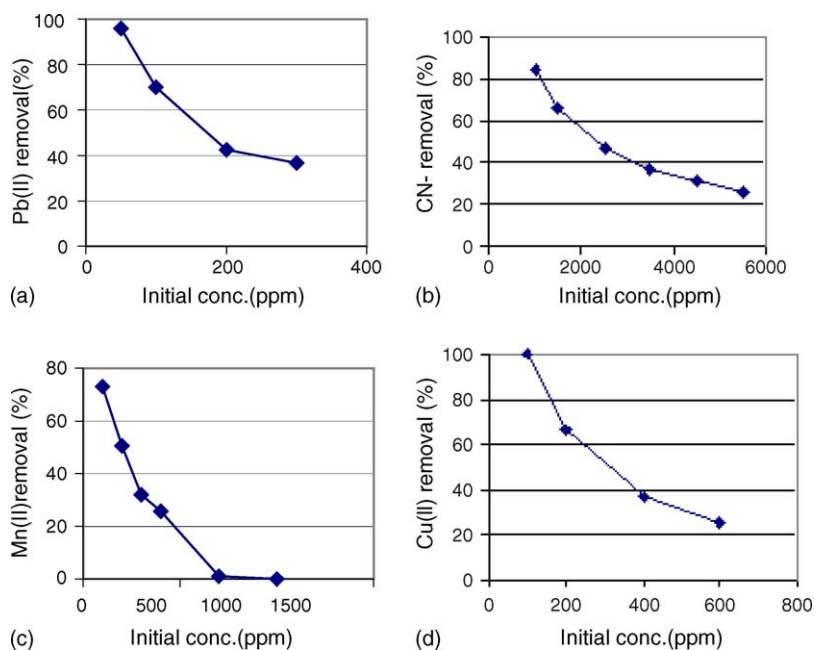 Pb(II) removal(%)
100
80
60
40
20
0
0 200 400
(a) Initial conc.(ppm)
CN- removal (%)
100
80
60
40
20
0
0 2000 4000 6000
(b) Initial conc.(ppm)
Mn(II)removal (%)
80
60
40
20
0
0 500 1000 1500
(c) Initial conc.(ppm)
Cu(II) removal (%)
100
80
60
40
20
0
0 200 400 600 800
(d) Initial conc.(ppm)